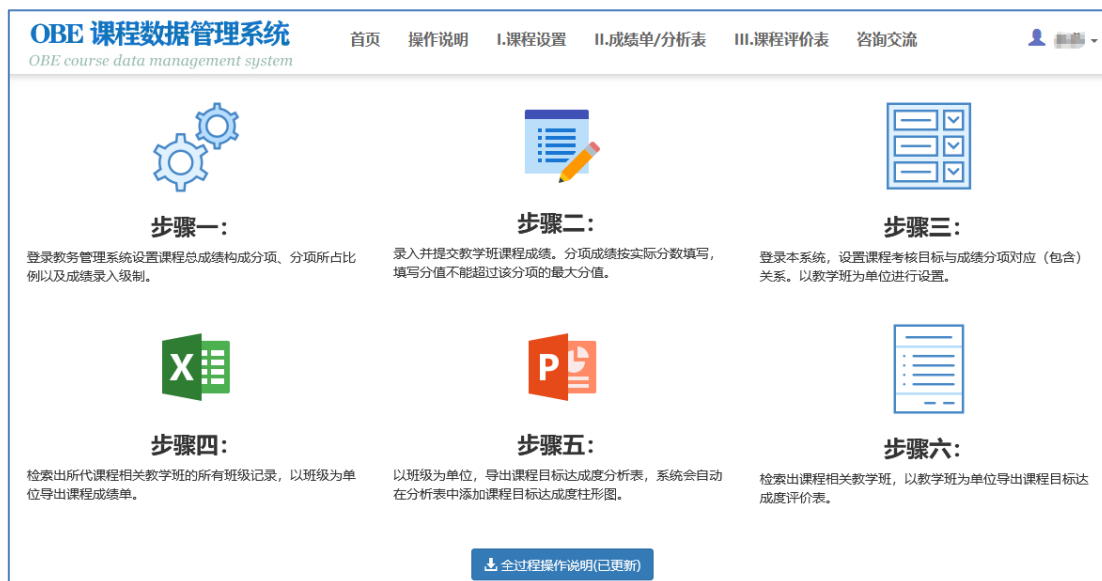 OBE 课程数据管理系统
OBE course data management system
首页 操作说明 I.课程设置 II.成绩单/分析表 III.课程评价表 咨询交流
步骤一：
登录教务管理系统设置课程总成绩构成分项、分项所占比
例以及成绩录入级制。
步骤二：
录入并提交教学班课程成绩。分项成绩按实际分数填写，
填写分值不能超过该分项的最大分值。
步骤三：
登录本系统，设置课程考核目标与成绩分项对应（包含）
关系。以教学班为单位进行设置。
X
步骤四：
检索出所代课程相关教学班的所有班级记录，以班级为单
位导出课程成绩单。
P
步骤五：
以班级为单位，导出课程目标达成度分析表，系统会自动
在分析表中添加课程目标达成度柱形图。
步骤六：
检索出课程相关教学班，以教学班为单位导出课程目标达
成度评价表。
全过程操作说明(已更新)